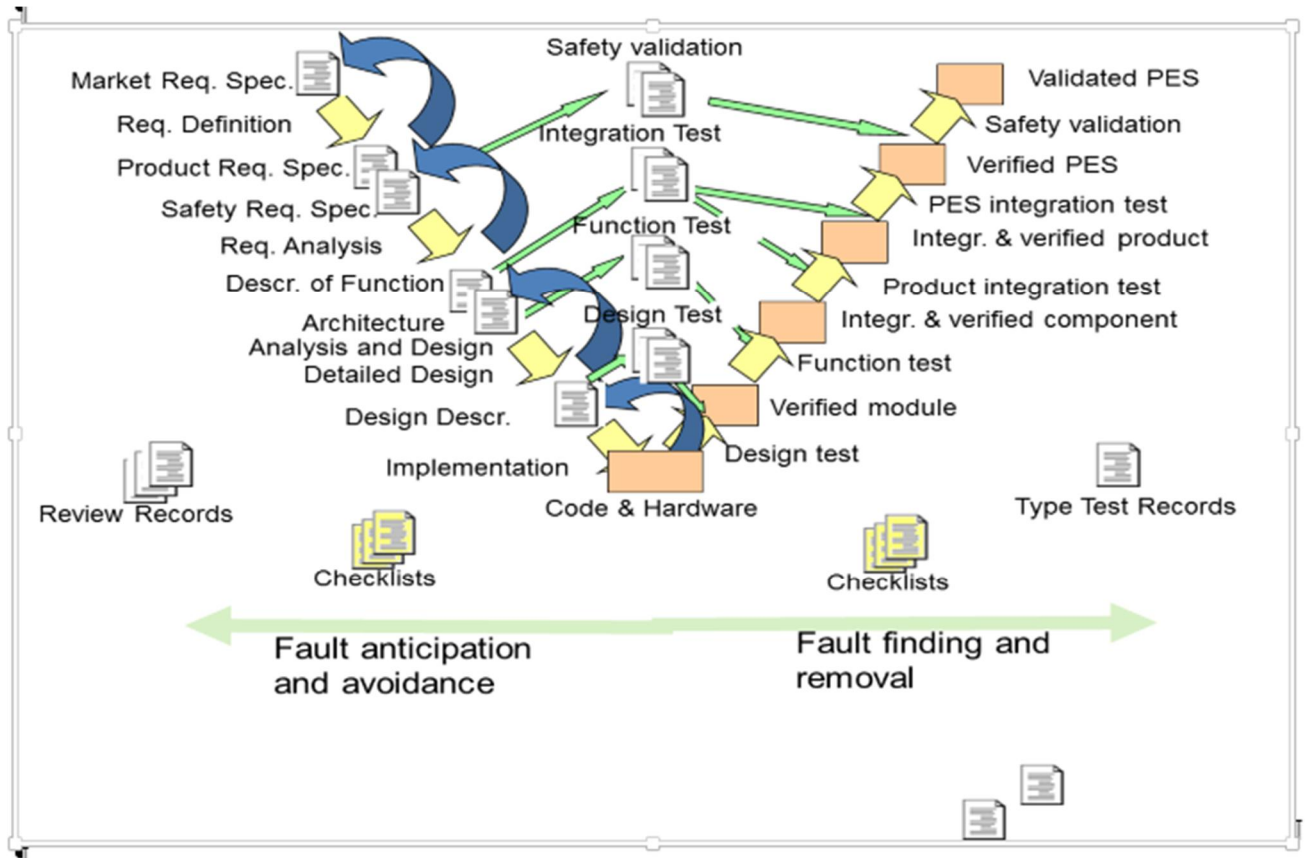 Safety validation
Market Req. Spec.
Validated PES
Req. Definition
Integration Test
Safety validation
Product Req. Spec.
Verified PES
Safety Req. Spec.
PES integration test
Function Test
Req. Analysis
Integr. & verified product
Descr. of Function
Product integration test
Architecture
Design Test
Integr. & verified component
Analysis and Design
Detailed Design
Function test
Design Descr.
Verified module
Implementation
Design test
Code & Hardware
Review Records
Type Test Records
Checklists
Checklists
Fault anticipation
and avoidance
Fault finding and
removal